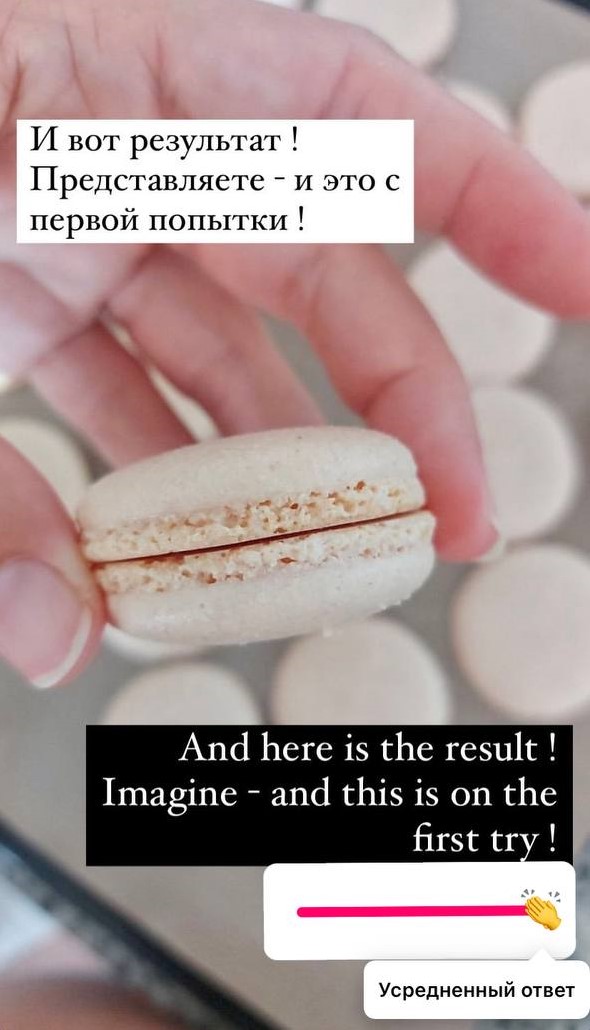 И вот результат !
Представляете - и это с
первой попытки !
And here is the result !
Imagine - and this is on the
first try !
Усредненный ответ